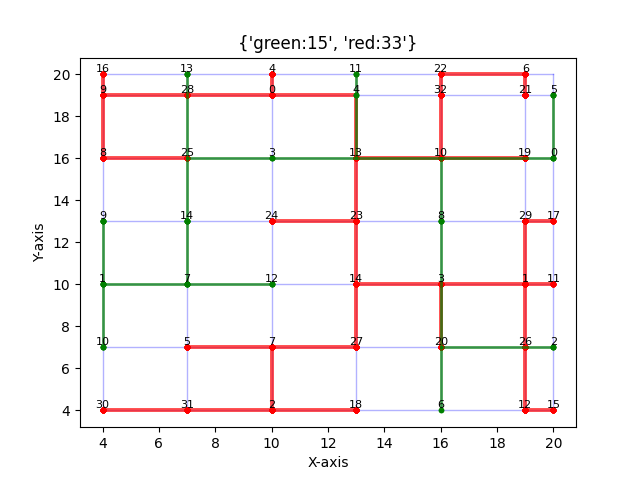 {'green:15', 'red:33'}
20 16 13 4 11 22 6
9 28 0 4 32 21 5
18
16 8 25 3 13 10 19 0
14
9 14 24 23 8 29 17
12
Y-axis
10 1 7 12 14 3 1 11
8
10 5 7 27 20 26 2
6
4 30 31 2 18 6 12 15
4 6 8 10 12 14 16 18 20
X-axis